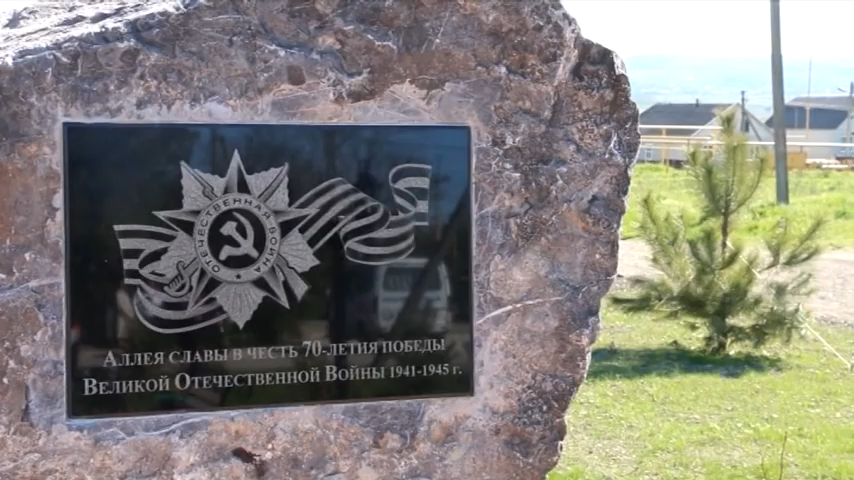 ОТЕЧЕСТВЕННАЯ ВОЙНА
АЛЛЕЯ СЛАВЫ В ЧЕСТЬ 70-ЛЕТИЯ ПОБЕДЫ
ВЕЛИКОЙ ОТЕЧЕСТВЕННОЙ ВОЙНЫ 1941-1945 Г.